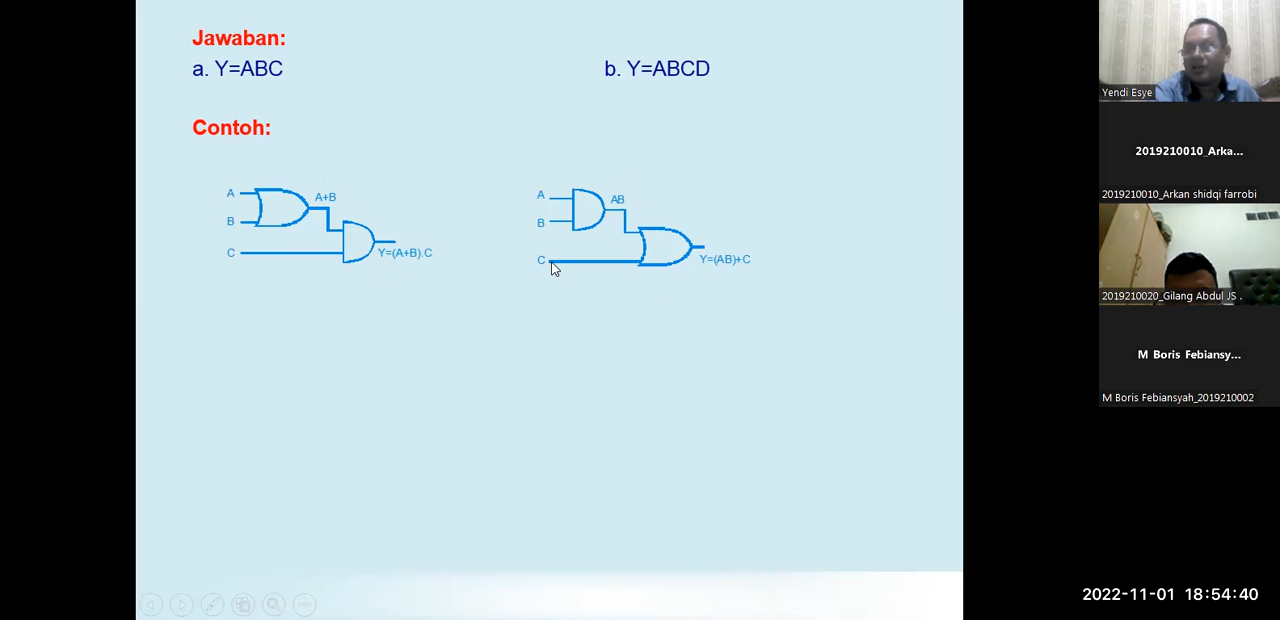 Jawaban:
a. Y=ABC
b. Y=ABCD
Contoh:
A
B
C
A+B
Y=(A+B).C
A
B
C
AB
Y=(AB)+C
Yendi Esye
2019210010_Arka...
2019210010_Arkan shidqi farrobi
2019210020_Gilang Abdul JS .
M Boris Febiansy...
M Boris Febiansyah_2019210002
2022-11-01 18:54:40